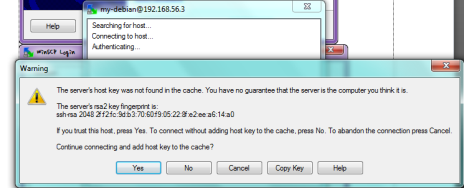 my-debian@192.168.56.3
Help
Searching for host...
Connecting to host...
Authenticating...
WinSCP Login
Warning
The server's host key was not found in the cache. You have no guarantee that the server is the computer you think it is.
The server's rsa2 key fingerprint is:
ssh-rsa 2048 2f:f2:fc:9d:b3:70:60:f9:05:22:8f:e2:ee:a6:14:a0
If you trust this host, press Yes. To connect without adding host key to the cache, press No. To abandon the connection press Cancel.
Continue connecting and add host key to the cache?
Yes No Cancel Copy Key Help